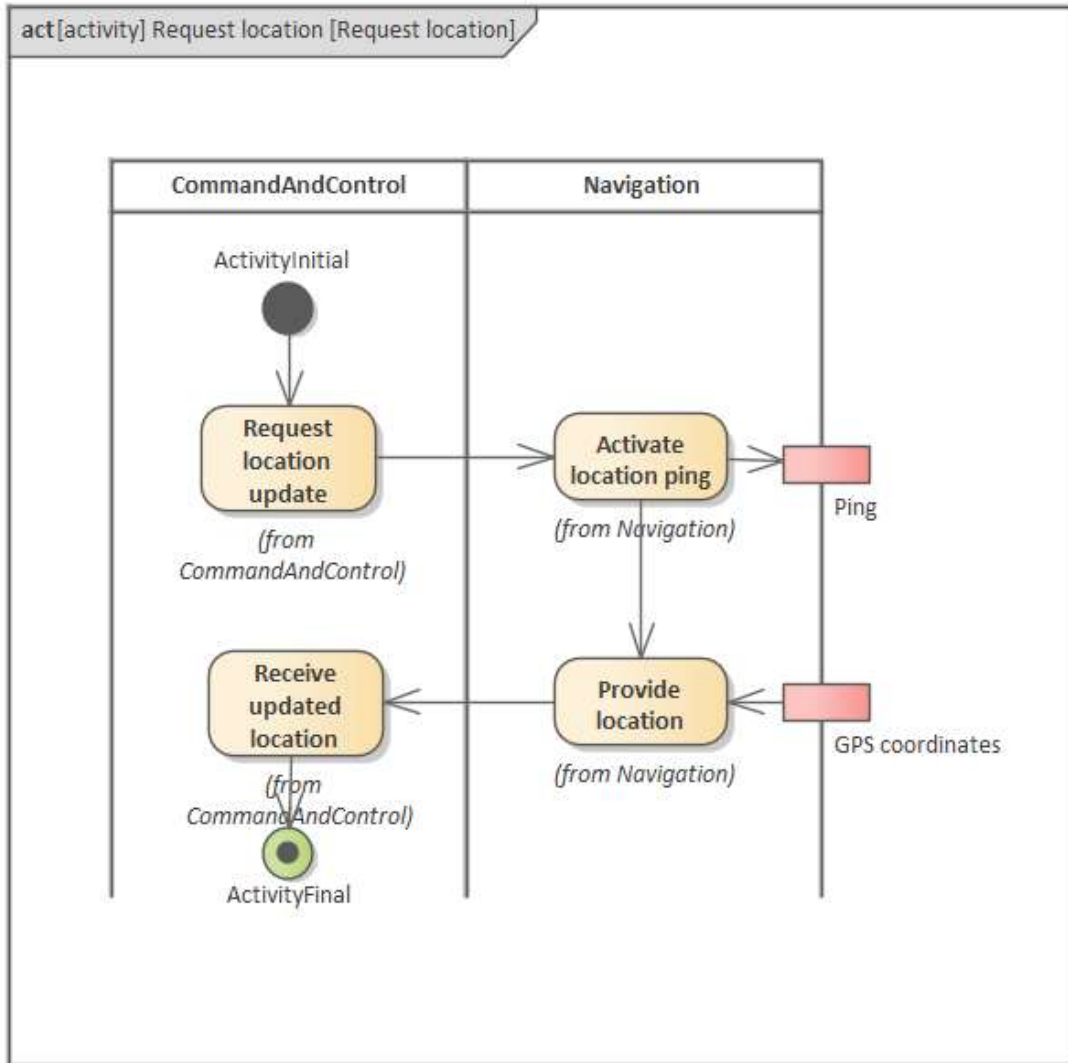 act [activity] Request location [Request location]
CommandAndControl
Navigation
ActivityInitial
Request
location
update
(from
CommandAndControl)
Activate
location ping
(from Navigation)
Ping
Receive
updated
location
(from
CommandAndControl)
Provide
location
(from Navigation)
GPS coordinates
ActivityFinal